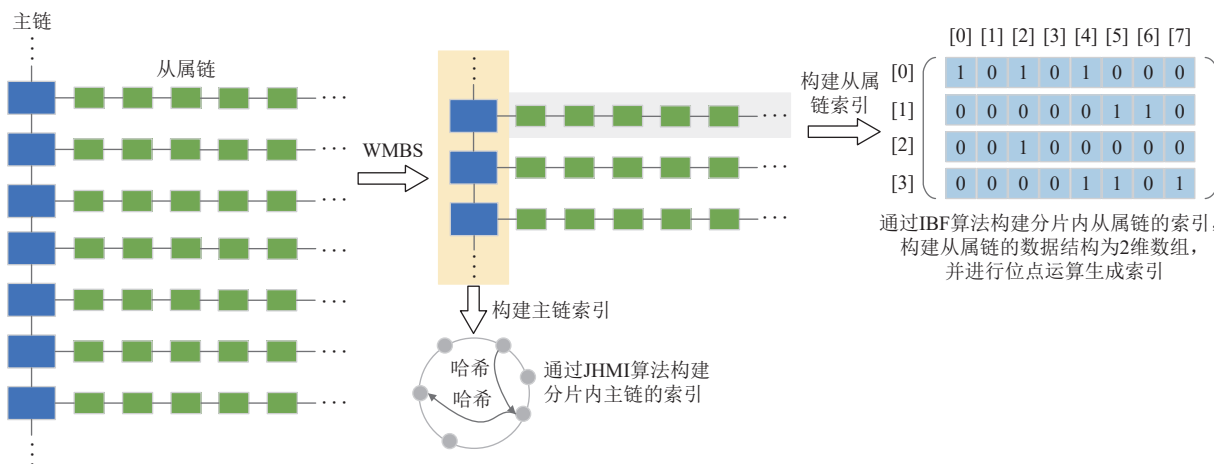 主链
从属链
WMBS
构建从属
链索引
[0] [1] [2] [3] [4] [5] [6] [7]
[0] 1 0 1 0 1 0 0 0
[1] 0 0 0 0 0 1 1 0
[2] 0 0 1 0 0 0 0 0
[3] 0 0 0 0 1 1 0 1
通过IBF算法构建分片内从属链的索引,
构建从属链的数据结构为2维数组,
并进行位点运算生成索引
构建主链索引
哈希
哈希
通过JHMI算法构建
分片内主链的索引